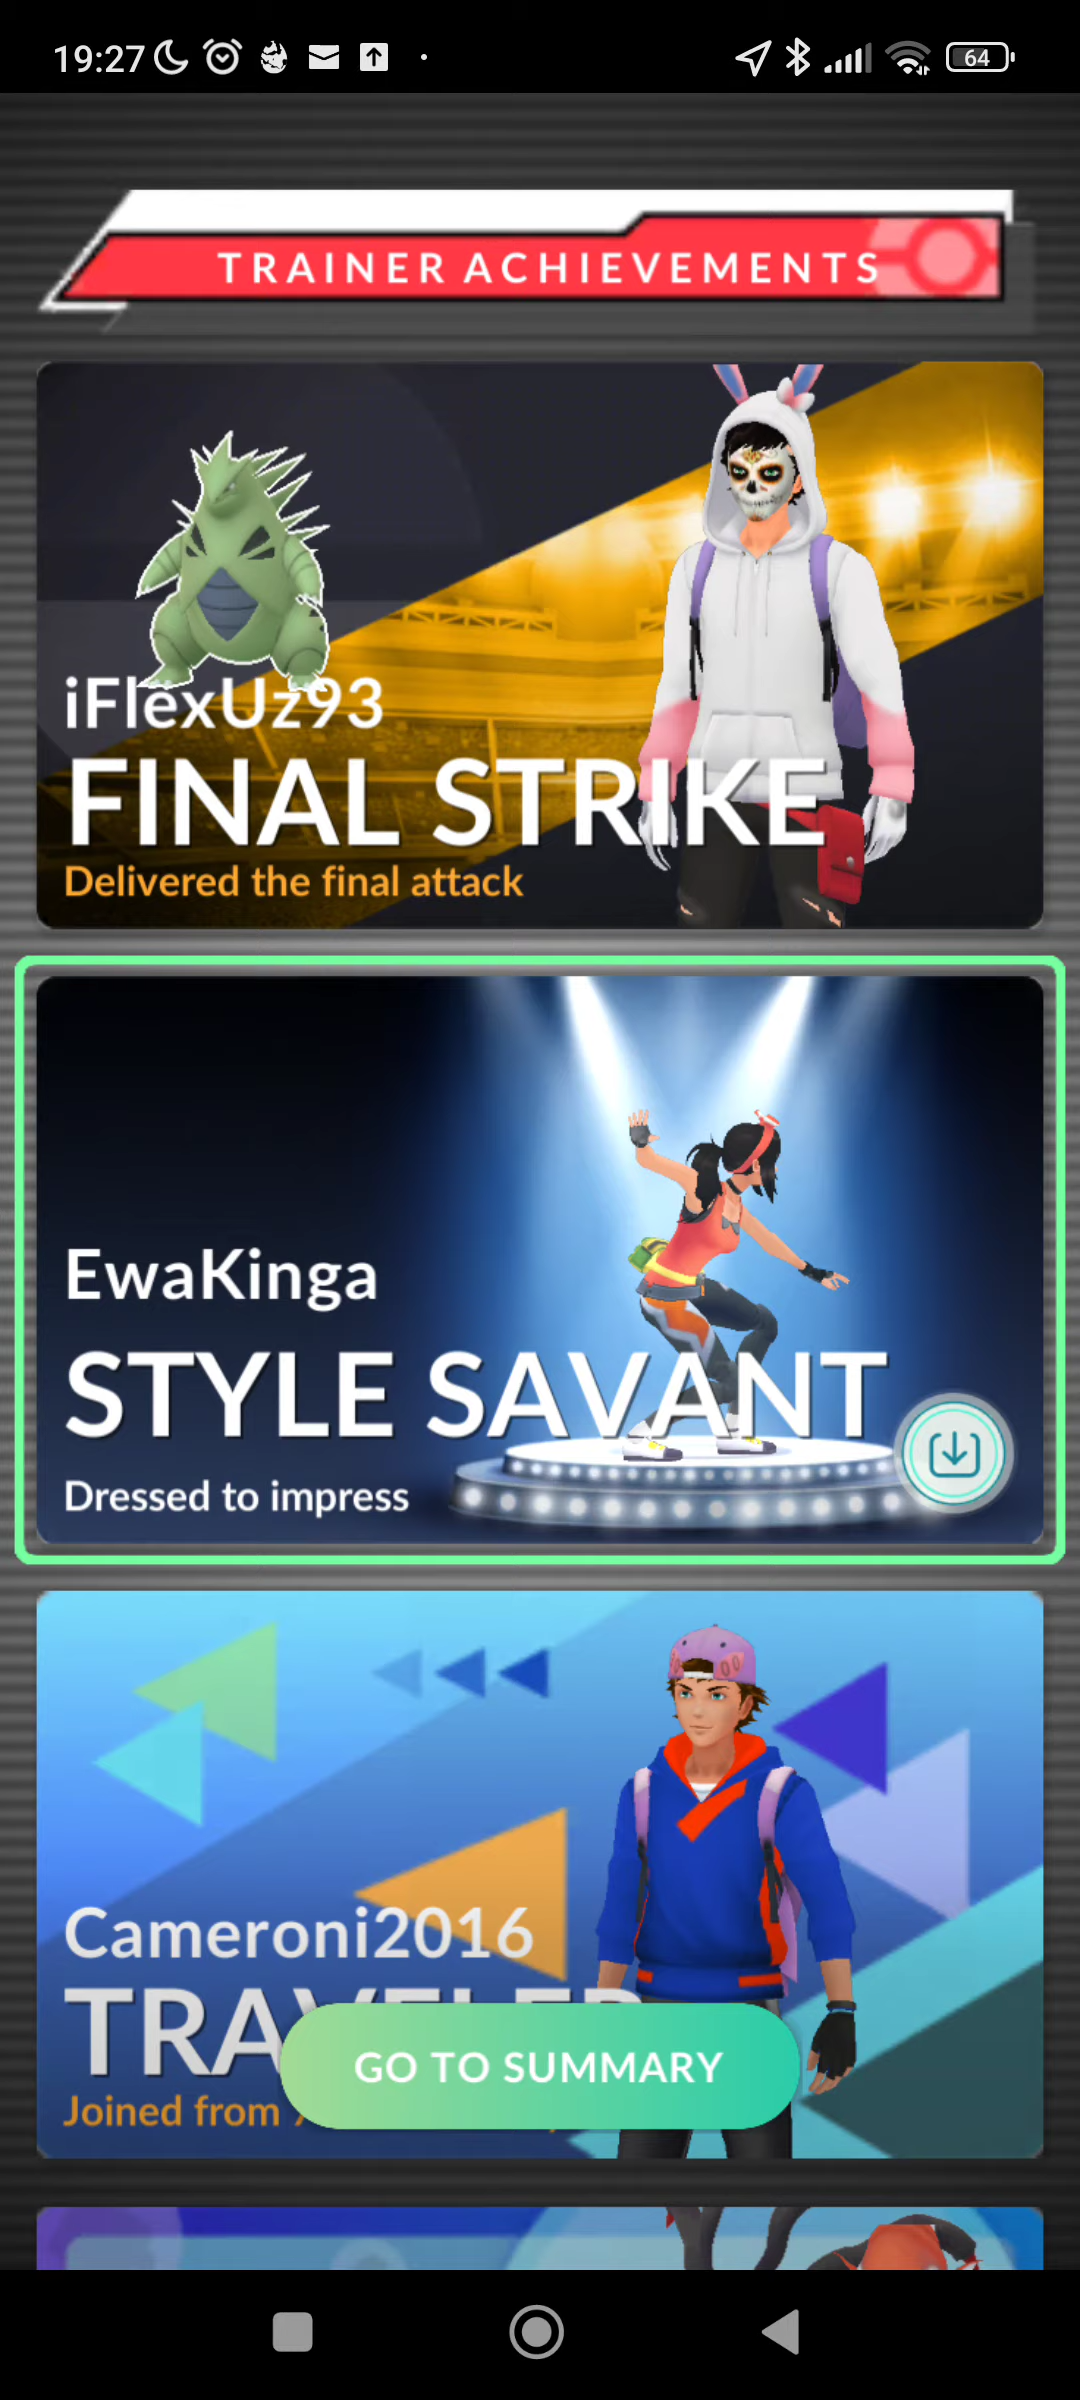 19:27
64
TRAINER ACHIEVEMENTS
iFlexUz93
FINAL STRIKE
Delivered the final attack
EwaKinga
STYLE SAVANT
Dressed to impress
Cameroni2016
TRAVELER
Joined from
GO TO SUMMARY